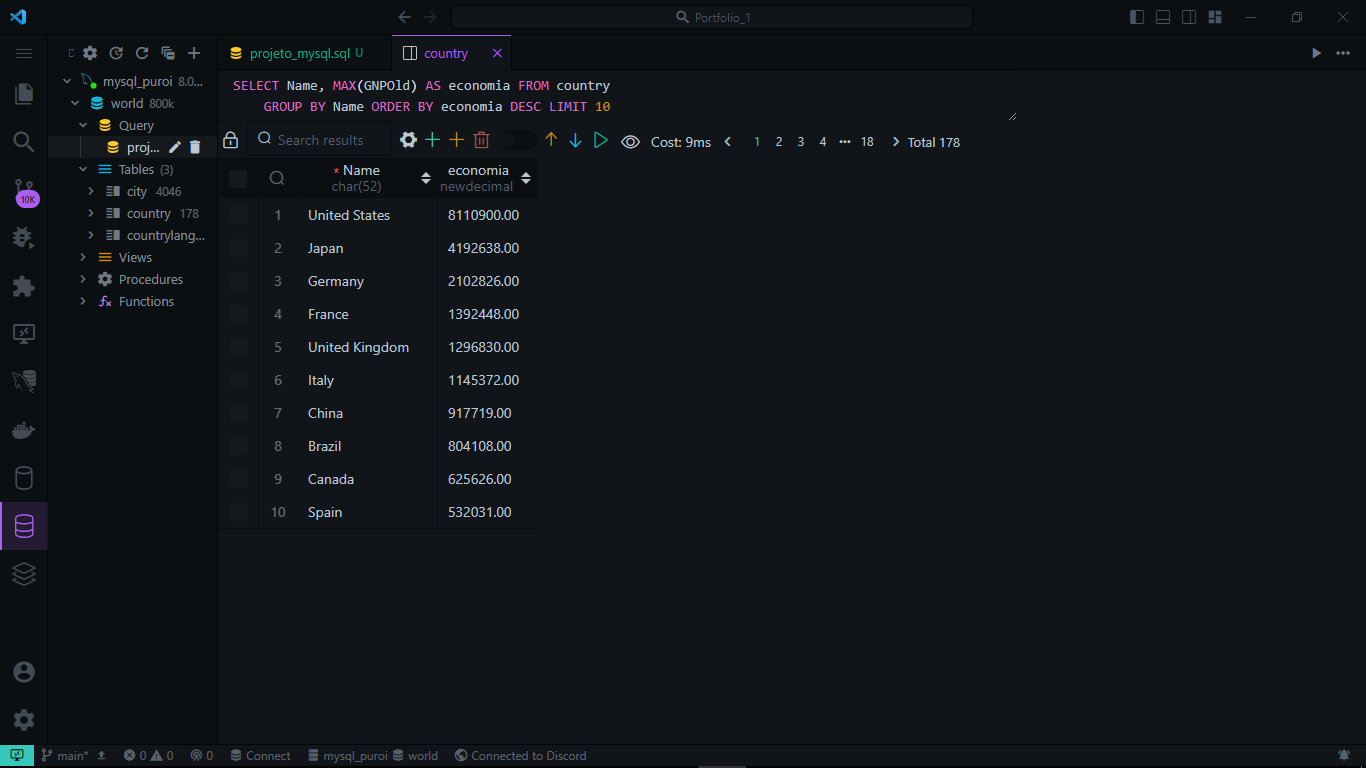 Portfolio_1
mysql_puroi 8.0...
world 800k
Query
proj...
Tables (3)
city 4046
country 178
countrylang...
Views
Procedures
Functions
10K
projeto_mysql.sql U
country
SELECT Name, MAX(GNPOld) AS economia FROM country
GROUP BY Name ORDER BY economia DESC LIMIT 10
Search results
Cost: 9ms
1 2 3 4 ••• 18
Total 178
* Name economia
char(52) newdecimal
1 United States 8110900.00
2 Japan 4192638.00
3 Germany 2102826.00
4 France 1392448.00
5 United Kingdom 1296830.00
6 Italy 1145372.00
7 China 917719.00
8 Brazil 804108.00
9 Canada 625626.00
10 Spain 532031.00
main* 0 0 0 Connect mysql_puroi world Connected to Discord